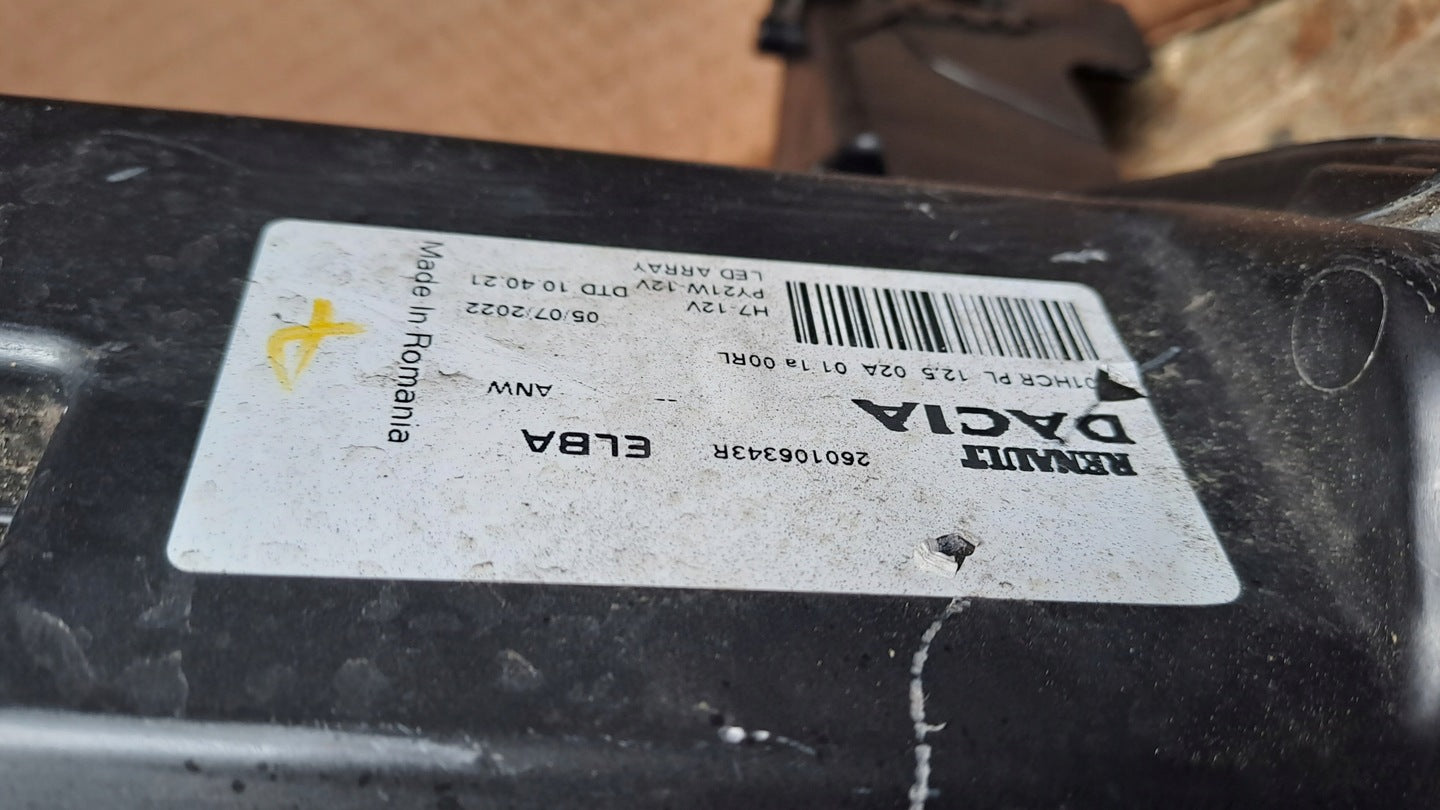 RENAULT
DACIA
260106343R
ELBA
--
ANW
01HCR PL 12.5 02A 01 1a 00RL
H7-12V
05/07/2022
PY21W-12V
DTD 10.40.21
LED ARRAY
Made In Romania